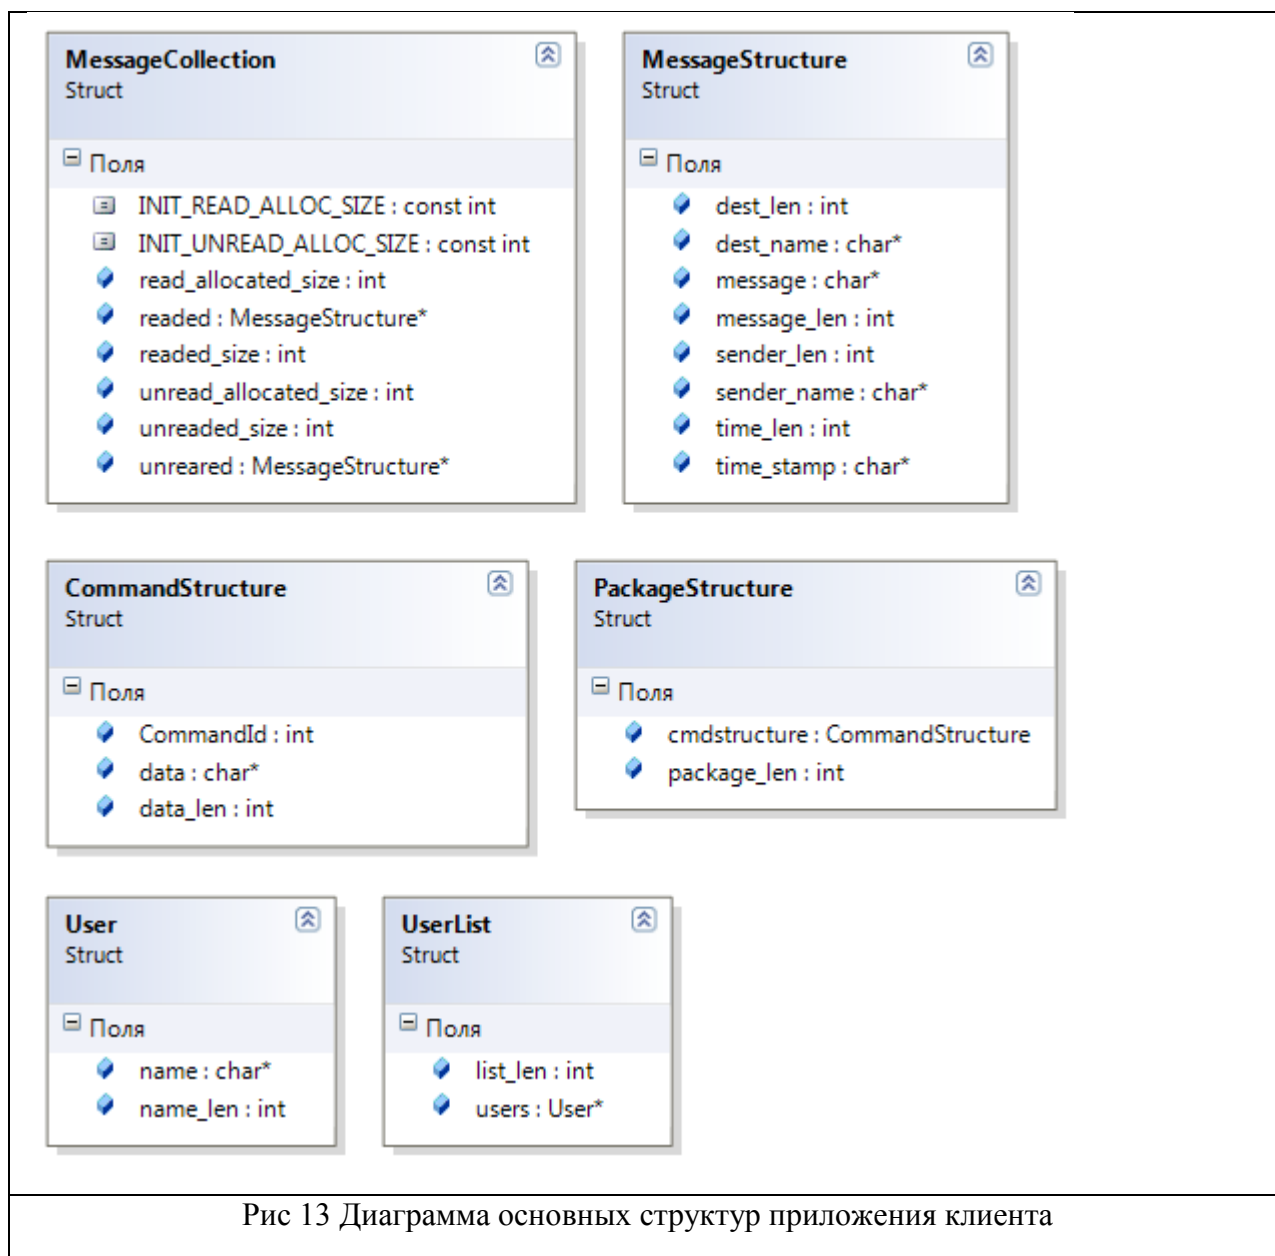 MessageCollection
Struct
Поля
INIT_READ_ALLOC_SIZE : const int
INIT_UNREAD_ALLOC_SIZE : const int
read_allocated_size : int
readed : MessageStructure*
readed_size : int
unread_allocated_size : int
unreaded_size : int
unreared : MessageStructure*
MessageStructure
Struct
Поля
dest_len : int
dest_name : char*
message : char*
message_len : int
sender_len : int
sender_name : char*
time_len : int
time_stamp : char*
CommandStructure
Struct
Поля
CommandId : int
data : char*
data_len : int
PackageStructure
Struct
Поля
cmdstructure : CommandStructure
package_len : int
User
Struct
Поля
name : char*
name_len : int
UserList
Struct
Поля
list_len : int
users : User*
Рис 13 Диаграмма основных структур приложения клиента